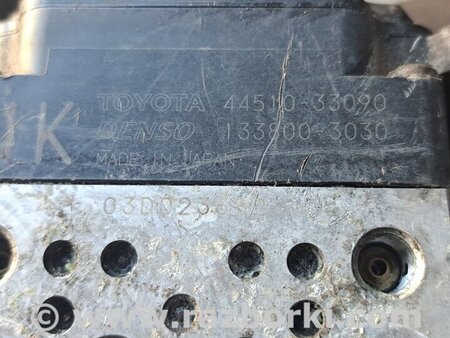 TOYOTA 44510-33090
DENSO 133800-3030
MADE IN JAPAN
www.razborki.com